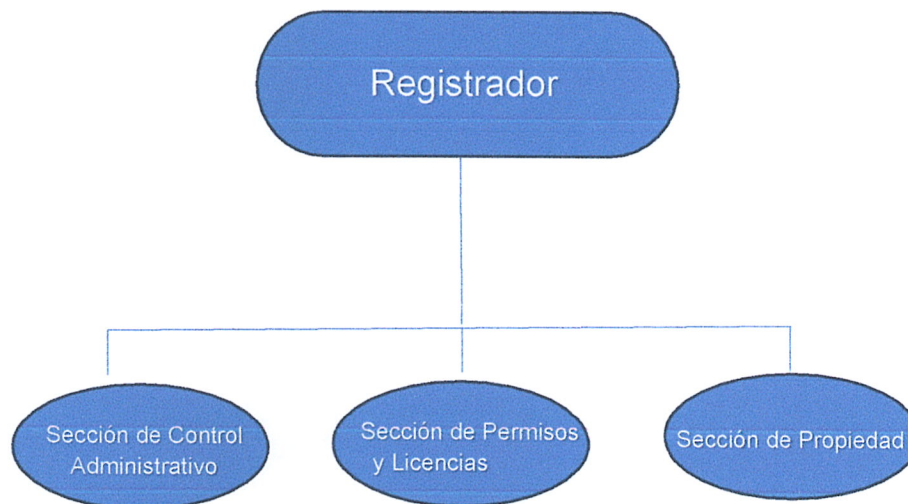 Registrador
Sección de Control
Administrativo
Sección de Permisos
y Licencias
Sección de Propiedad